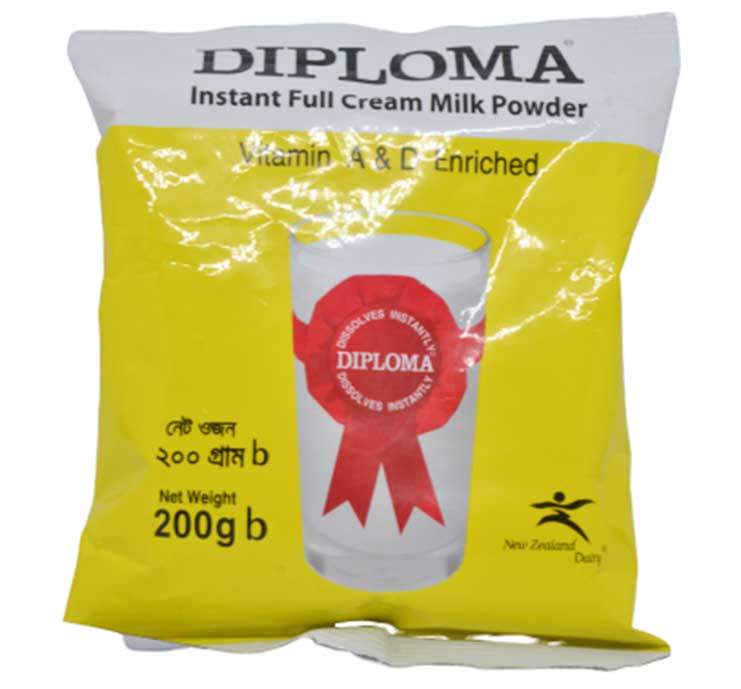 DIPLOMA®
Instant Full Cream Milk Powder
Vitamin A & D Enriched
DISSOLVES INSTANTLY
DIPLOMA®
DISSOLVES INSTANTLY
নেট ওজন
২০০ গ্রাম b
Net Weight
200g b
New Zealand
Dairy®